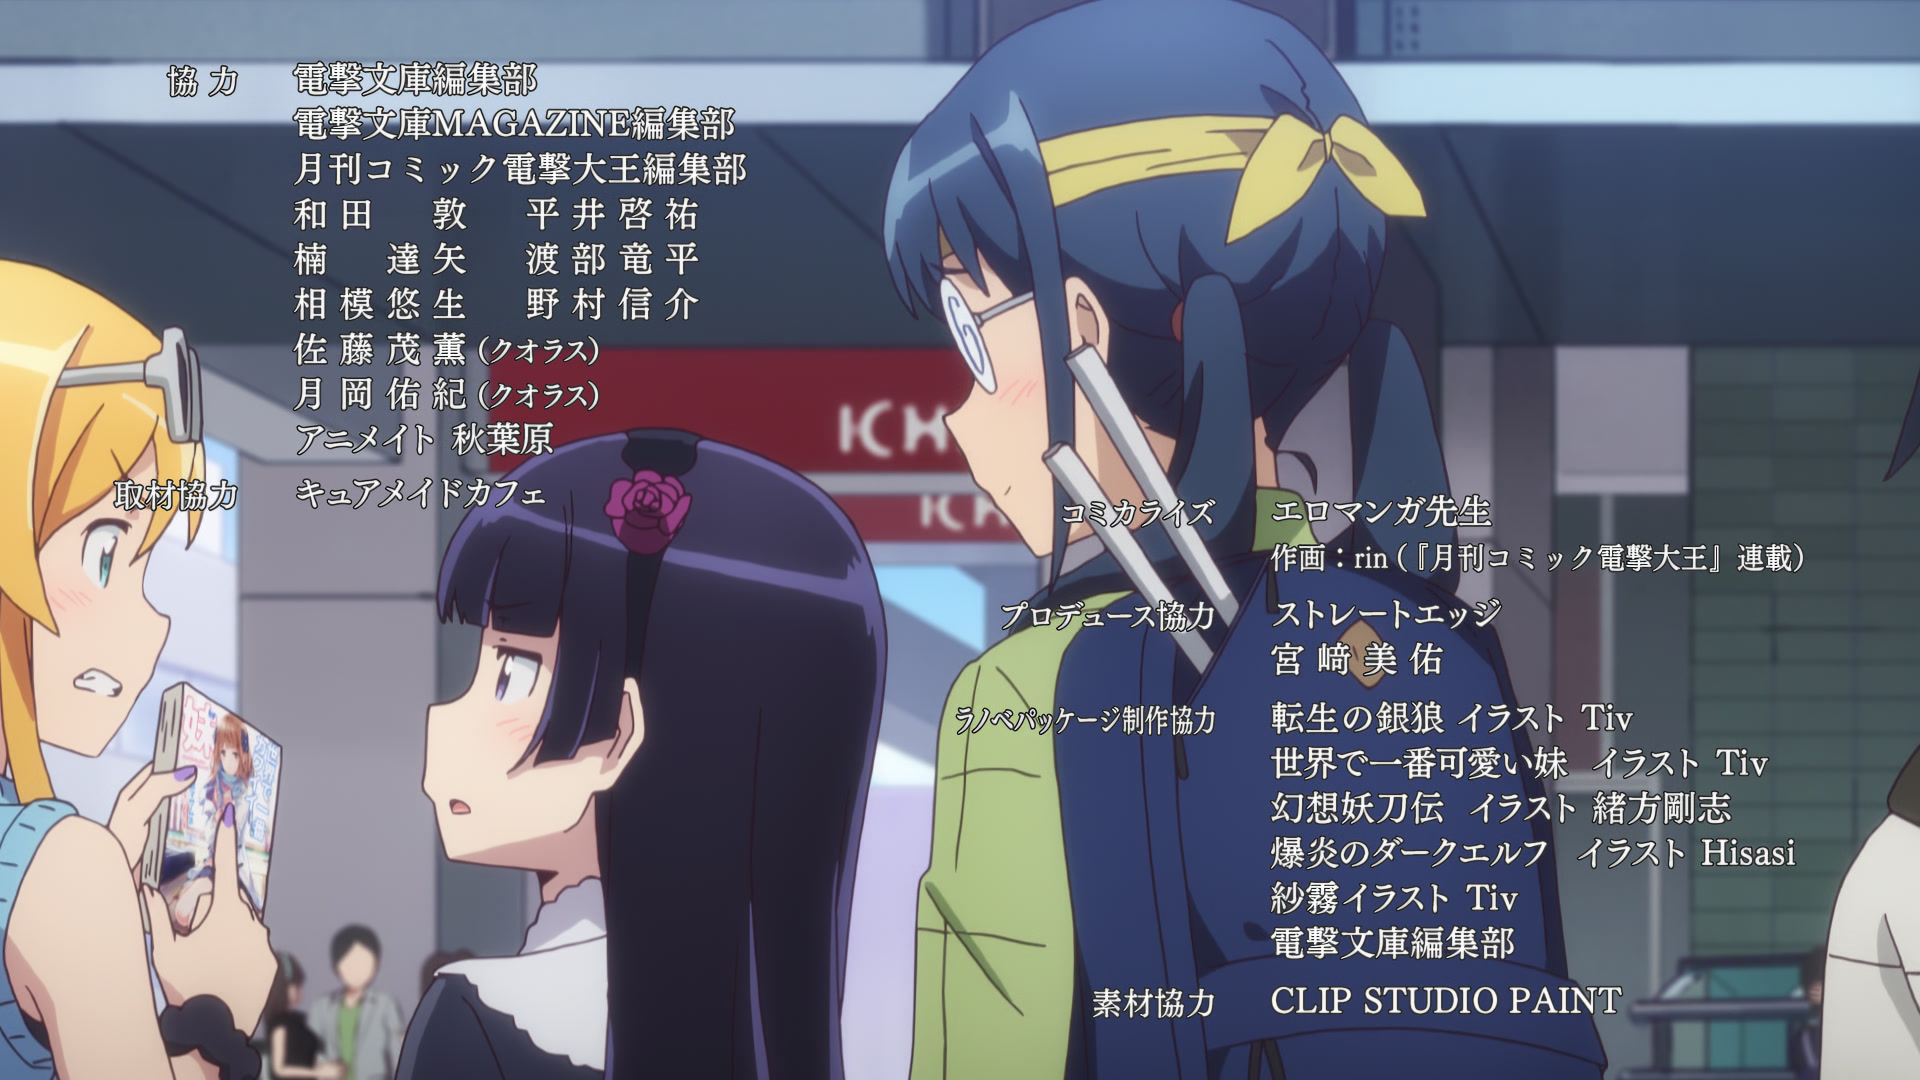 協力 電撃文庫編集部
電撃文庫MAGAZINE編集部
月刊コミック電撃大王編集部
和田 敦 平井啓祐
楠 達矢 渡部竜平
相模悠生 野村信介
佐藤茂薫(クオラス)
月岡佑紀(クオラス)
アニメイト 秋葉原
取材協力 キュアメイドカフェ
コミカライズ エロマンガ先生
作画：rin(『月刊コミック電撃大王』連載)
プロデュース協力 ストレートエッジ
宮﨑美佑
ラノベパッケージ制作協力 転生の銀狼 イラスト Tiv
世界で一番可愛い妹 イラスト Tiv
幻想妖刀伝 イラスト 緒方剛志
爆炎のダークエルフ イラスト Hisasi
紗霧イラスト Tiv
電撃文庫編集部
素材協力 CLIP STUDIO PAINT
ICH
ICH
妹